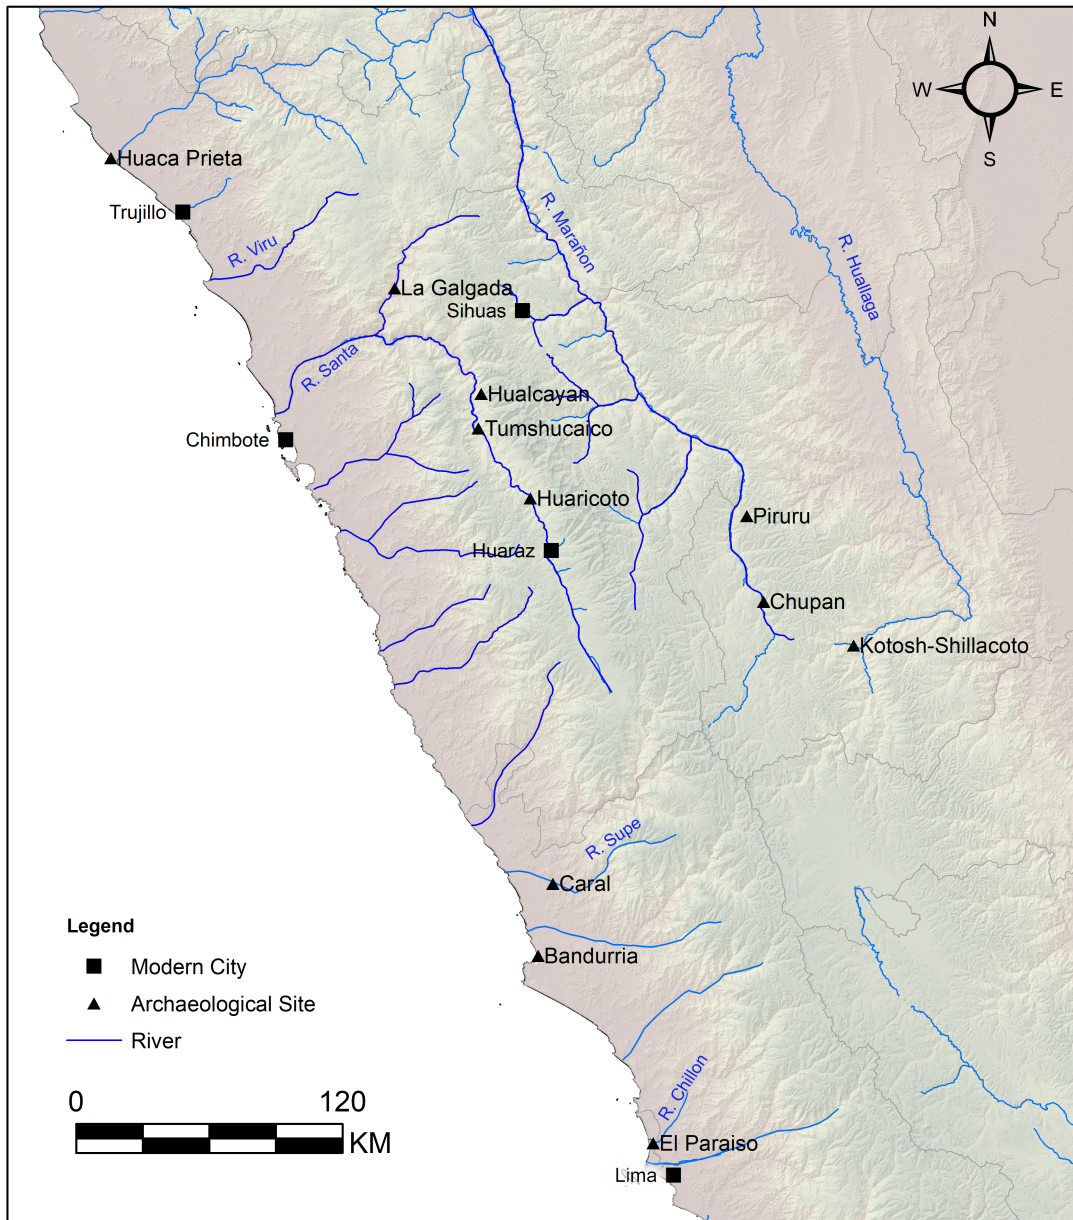 N
W
E
S
Huaca Prieta
Trujillo
R. Viru
R. Marañon
R. Huallaga
La Galgada
Sihuas
R. Santa
Hualcayan
Tumshucaico
Chimbote
Huaricoto
Piruru
Huaraz
Chupan
Kotosh-Shillacoto
R. Supe
Caral
Legend
Bandurria
Modern City
Archaeological Site
River
R. Chillon
0
120
KM
El Paraiso
Lima